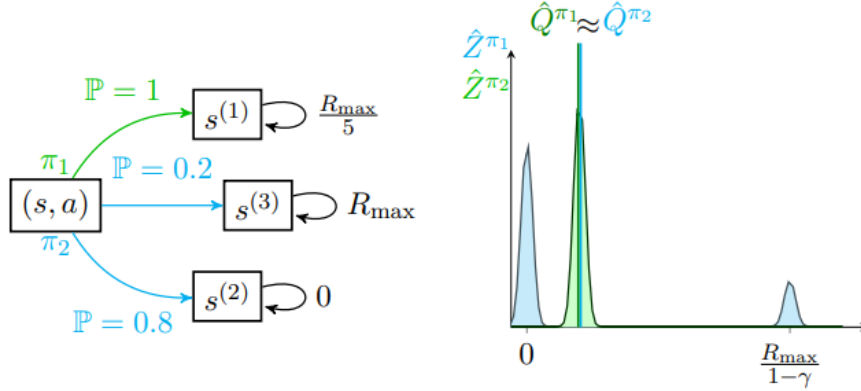 ℙ = 1
s⁽¹⁾
R_max/5
π₁
ℙ = 0.2
(s, a)
s⁽³⁾
R_max
π₂
s⁽²⁾
0
ℙ = 0.8
Q̂^π₁ ≈ Q̂^π₂
Ẑ^π₁
Ẑ^π₂
0
R_max/1−γ